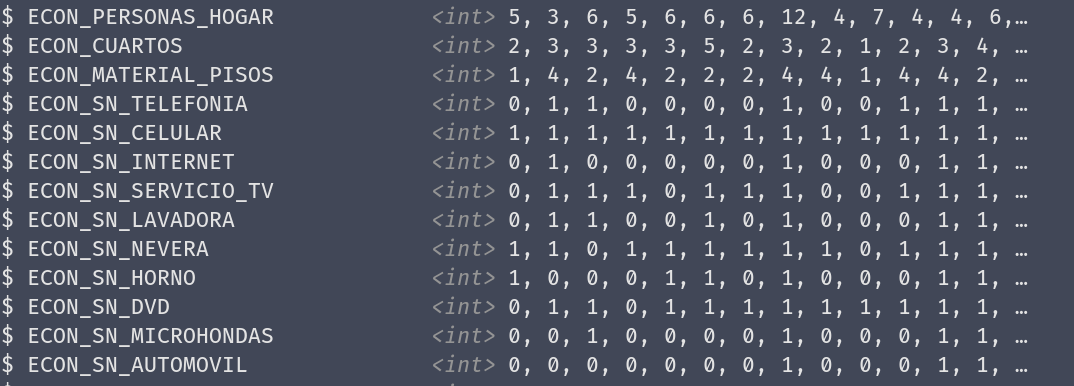 $ ECON_PERSONAS_HOGAR <int> 5, 3, 6, 5, 6, 6, 6, 12, 4, 7, 4, 4, 6,…
$ ECON_CUARTOS <int> 2, 3, 3, 3, 3, 5, 2, 3, 2, 1, 2, 3, 4, …
$ ECON_MATERIAL_PISOS <int> 1, 4, 2, 4, 2, 2, 2, 4, 4, 1, 4, 4, 2, …
$ ECON_SN_TELEFONIA <int> 0, 1, 1, 0, 0, 0, 0, 1, 0, 0, 1, 1, 1, …
$ ECON_SN_CELULAR <int> 1, 1, 1, 1, 1, 1, 1, 1, 1, 1, 1, 1, 1, …
$ ECON_SN_INTERNET <int> 0, 1, 0, 0, 0, 0, 0, 1, 0, 0, 0, 1, 1, …
$ ECON_SN_SERVICIO_TV <int> 0, 1, 1, 1, 0, 1, 1, 1, 0, 0, 1, 1, 1, …
$ ECON_SN_LAVADORA <int> 0, 1, 1, 0, 0, 1, 0, 1, 0, 0, 0, 1, 1, …
$ ECON_SN_NEVERA <int> 1, 1, 0, 1, 1, 1, 1, 1, 1, 0, 1, 1, 1, …
$ ECON_SN_HORNO <int> 1, 0, 0, 0, 1, 1, 0, 1, 0, 0, 0, 1, 1, …
$ ECON_SN_DVD <int> 0, 1, 1, 0, 1, 1, 1, 1, 1, 1, 1, 1, 1, …
$ ECON_SN_MICROHONDAS <int> 0, 0, 1, 0, 0, 0, 0, 1, 0, 0, 0, 1, 1, …
$ ECON_SN_AUTOMOVIL <int> 0, 0, 0, 0, 0, 0, 0, 1, 0, 0, 0, 1, 1, …